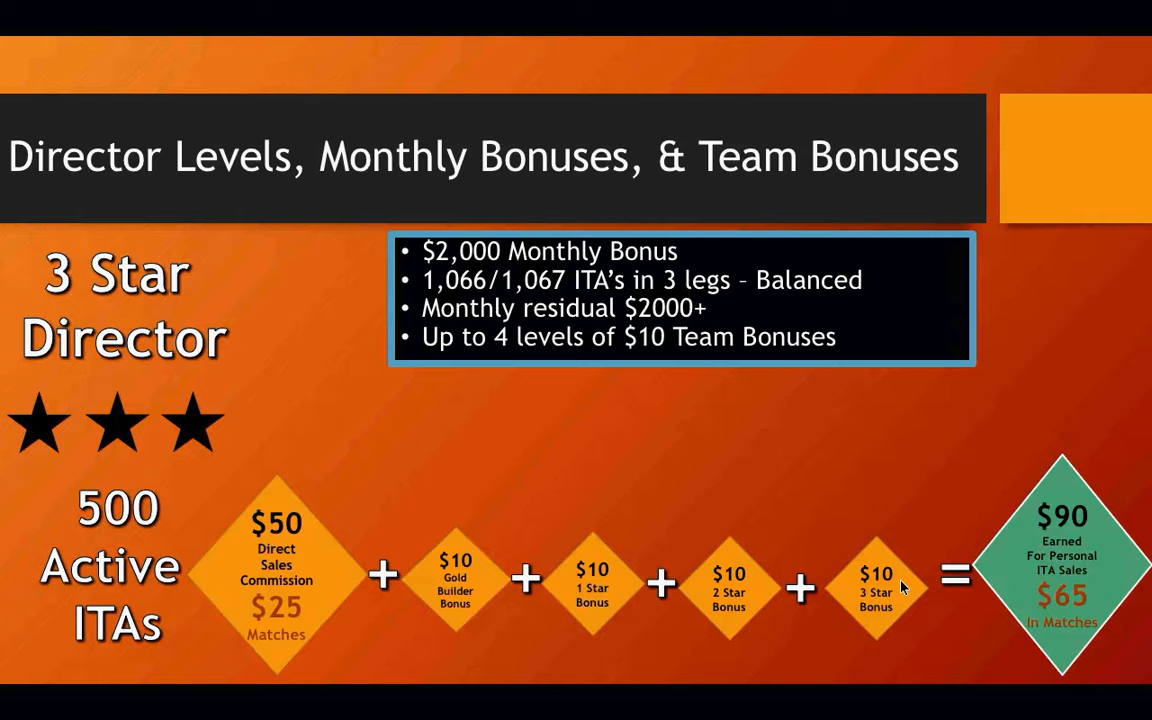 Director Levels, Monthly Bonuses, & Team Bonuses
3 Star
Director
• $2,000 Monthly Bonus
• 1,066/1,067 ITA’s in 3 legs – Balanced
• Monthly residual $2000+
• Up to 4 levels of $10 Team Bonuses
500
Active
ITAs
$50
Direct
Sales
Commission
$25
Matches
+
$10
Gold
Builder
Bonus
+
$10
1 Star
Bonus
+
$10
2 Star
Bonus
+
$10
3 Star
Bonus
=
$90
Earned
For Personal
ITA Sales
$65
In Matches